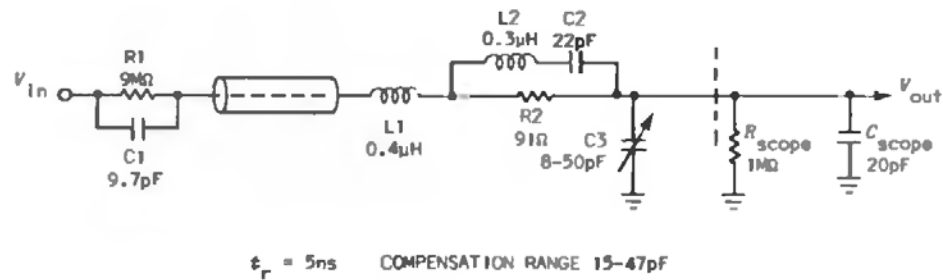 L2
0.3μH
C2
22pF
R1
9MΩ
V in
C1
9.7pF
L1
0.4μH
R2
91Ω
C3
8-50pF
R scope
1MΩ
C scope
20pF
V out
t r = 5ns COMPENSATION RANGE 15-47pF